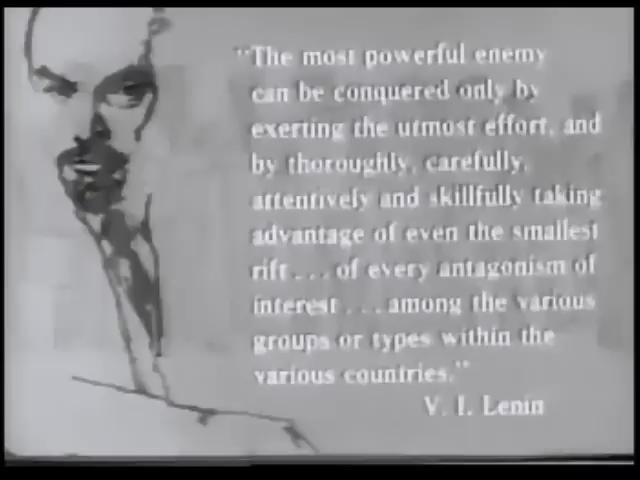 "The most powerful enemy
can be conquered only by
exerting the utmost effort, and
by thoroughly, carefully,
attentively and skillfully taking
advantage of even the smallest
rift . . . of every antagonism of
interest . . . among the various
groups or types within the
various countries."
V. I. Lenin